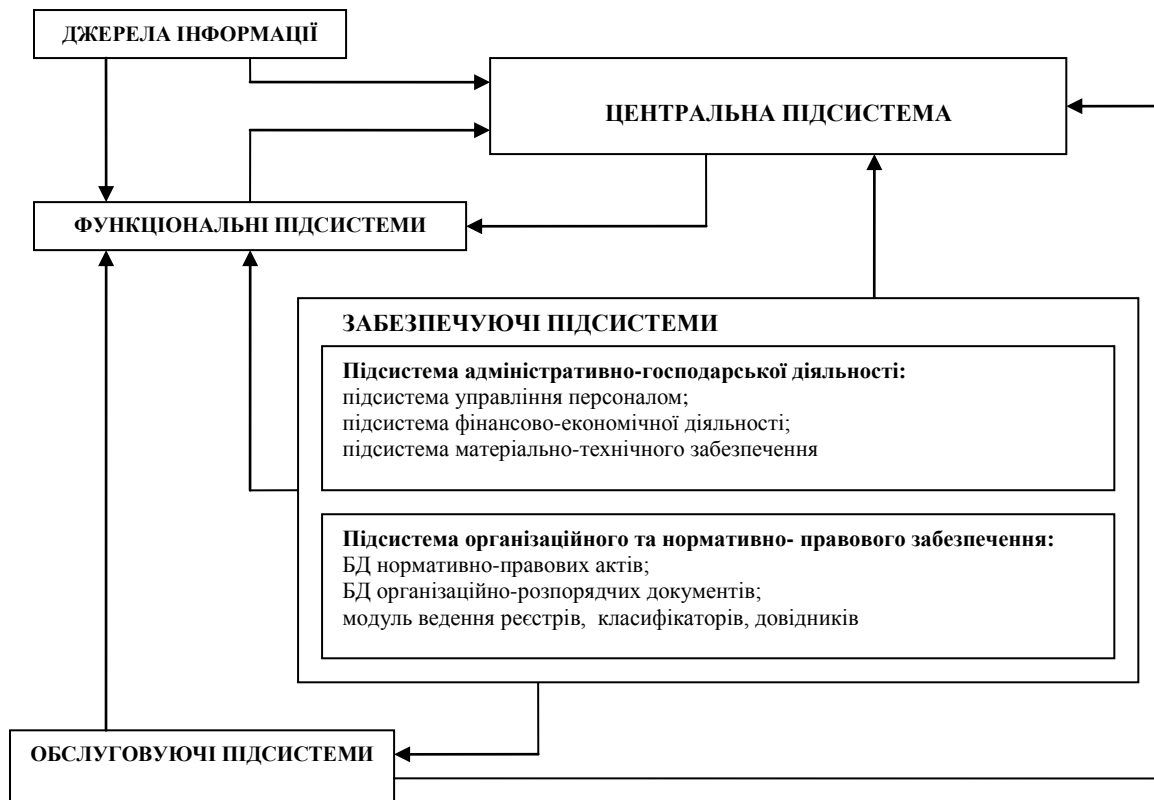 ДЖЕРЕЛА ІНФОРМАЦІЇ
ЦЕНТРАЛЬНА ПІДСИСТЕМА
ФУНКЦІОНАЛЬНІ ПІДСИСТЕМИ
ЗАБЕЗПЕЧУЮЧІ ПІДСИСТЕМИ
Підсистема адміністративно-господарської діяльності:
підсистема управління персоналом;
підсистема фінансово-економічної діяльності;
підсистема матеріально-технічного забезпечення
Підсистема організаційного та нормативно- правового забезпечення:
БД нормативно-правових актів;
БД організаційно-розпорядчих документів;
модуль ведення реєстрів, класифікаторів, довідників
ОБСЛУГОВУЮЧІ ПІДСИСТЕМИ